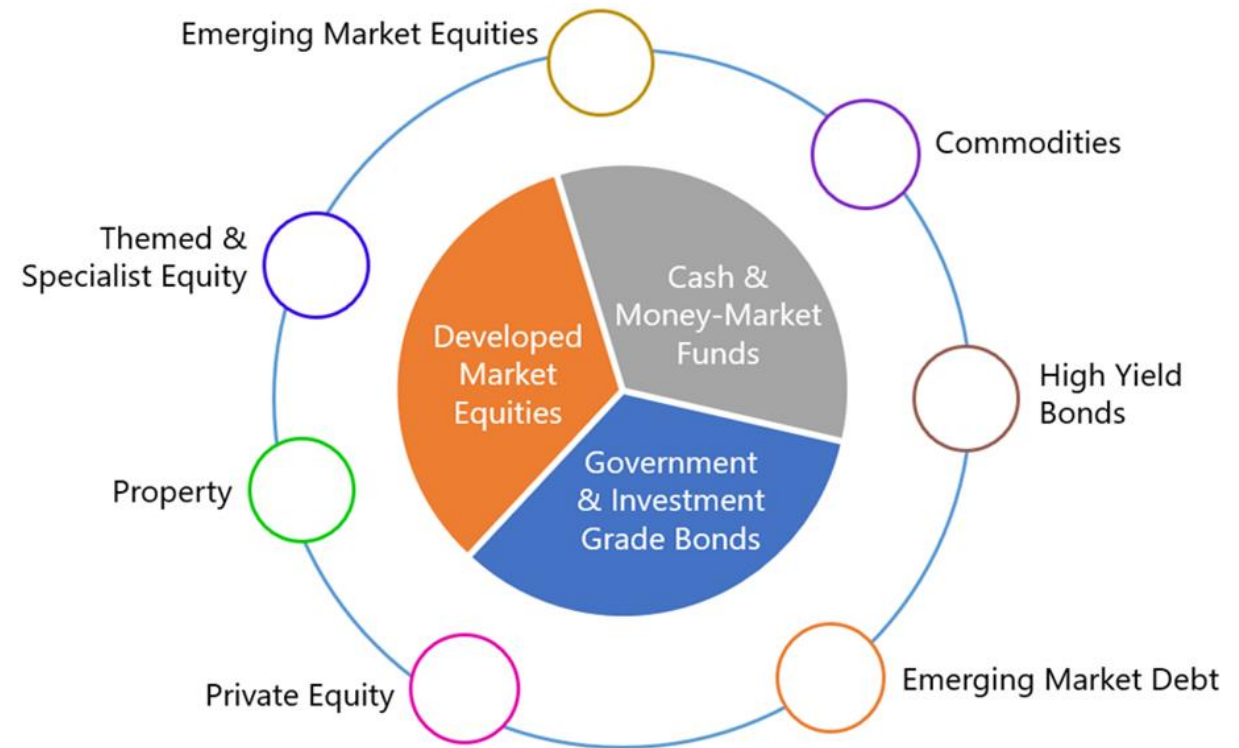 Emerging Market Equities
Commodities
Themed &
Specialist Equity
Cash &
Money-Market
Funds
Developed
Market
Equities
High Yield
Bonds
Government
& Investment
Grade Bonds
Property
Emerging Market Debt
Private Equity